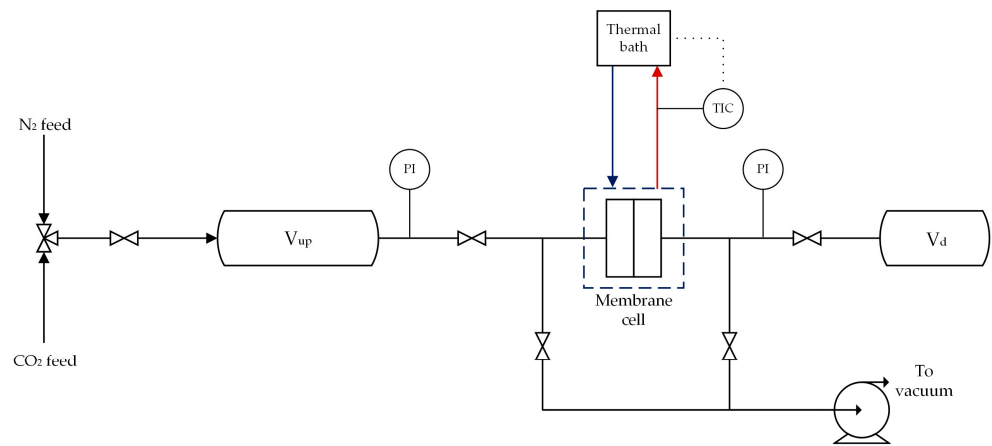 Thermal
bath
TIC
N2 feed
PI
PI
Vup
Vd
Membrane
cell
CO2 feed
To
vacuum